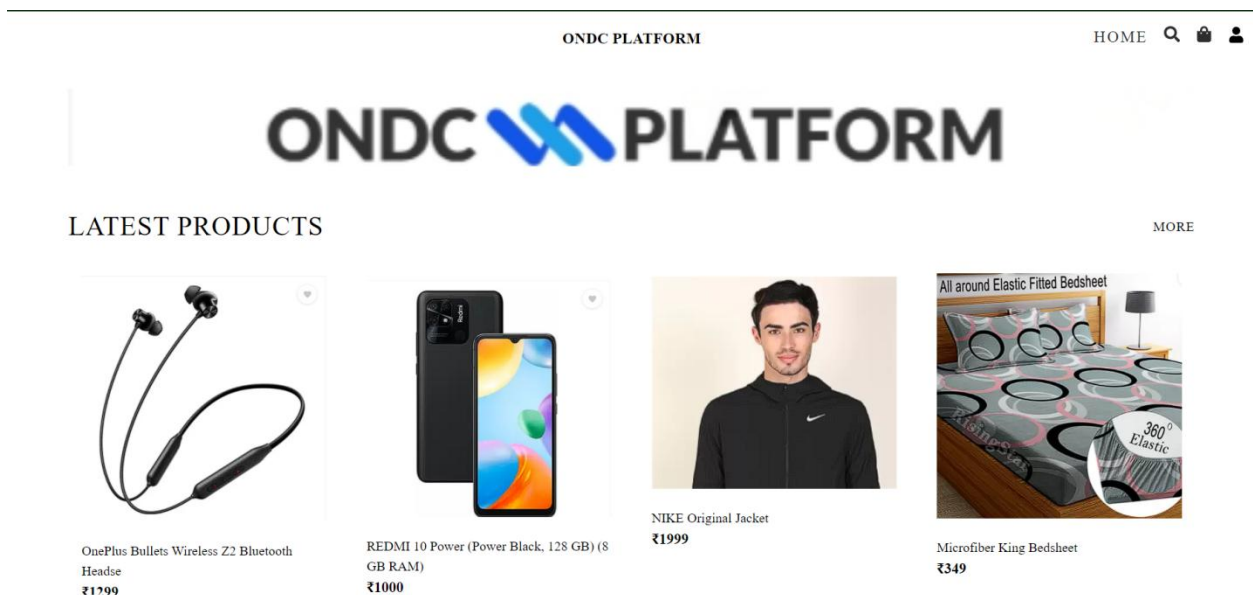 ONDC PLATFORM
HOME
ONDC PLATFORM
LATEST PRODUCTS
MORE
Redmi
All around Elastic Fitted Bedsheet
RisingStar
360°
Elastic
OnePlus Bullets Wireless Z2 Bluetooth
Headse
₹1299
REDMI 10 Power (Power Black, 128 GB) (8
GB RAM)
₹1000
NIKE Original Jacket
₹1999
Microfiber King Bedsheet
₹349